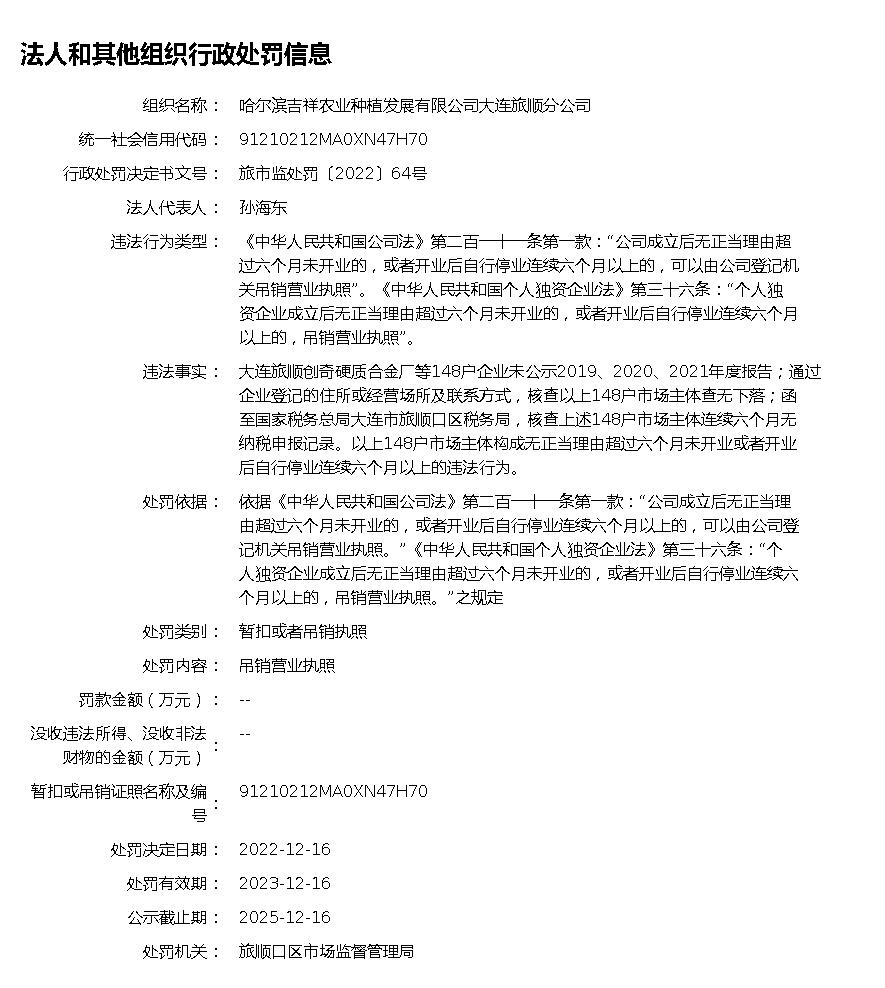 法人和其他组织行政处罚信息
组织名称： 哈尔滨吉祥农业种植发展有限公司大连旅顺分公司
统一社会信用代码： 91210212MA0XN47H70
行政处罚决定书文号： 旅市监处罚〔2022〕64号
法人代表人： 孙海东
违法行为类型： 《中华人民共和国公司法》第二百一十一条第一款：“公司成立后无正当理由超
过六个月未开业的，或者开业后自行停业连续六个月以上的，可以由公司登记机
关吊销营业执照”。《中华人民共和国个人独资企业法》第三十六条：“个人独
资企业成立后无正当理由超过六个月未开业的，或者开业后自行停业连续六个月
以上的，吊销营业执照”。
违法事实： 大连旅顺创奇硬质合金厂等148户企业未公示2019、2020、2021年度报告；通过
企业登记的住所或经营场所及联系方式，核查以上148户市场主体查无下落；函
至国家税务总局大连市旅顺口区税务局，核查上述148户市场主体连续六个月无
纳税申报记录。以上148户市场主体构成无正当理由超过六个月未开业或者开业
后自行停业连续六个月以上的违法行为。
处罚依据： 依据《中华人民共和国公司法》第二百一十一条第一款：“公司成立后无正当理
由超过六个月未开业的，或者开业后自行停业连续六个月以上的，可以由公司登
记机关吊销营业执照。”《中华人民共和国个人独资企业法》第三十六条：“个
人独资企业成立后无正当理由超过六个月未开业的，或者开业后自行停业连续六
个月以上的，吊销营业执照。”之规定
处罚类别： 暂扣或者吊销执照
处罚内容： 吊销营业执照
罚款金额（万元）： --
没收违法所得、没收非法
财物的金额（万元）： --
暂扣或吊销证照名称及编
号： 91210212MA0XN47H70
处罚决定日期： 2022-12-16
处罚有效期： 2023-12-16
公示截止期： 2025-12-16
处罚机关： 旅顺口区市场监督管理局